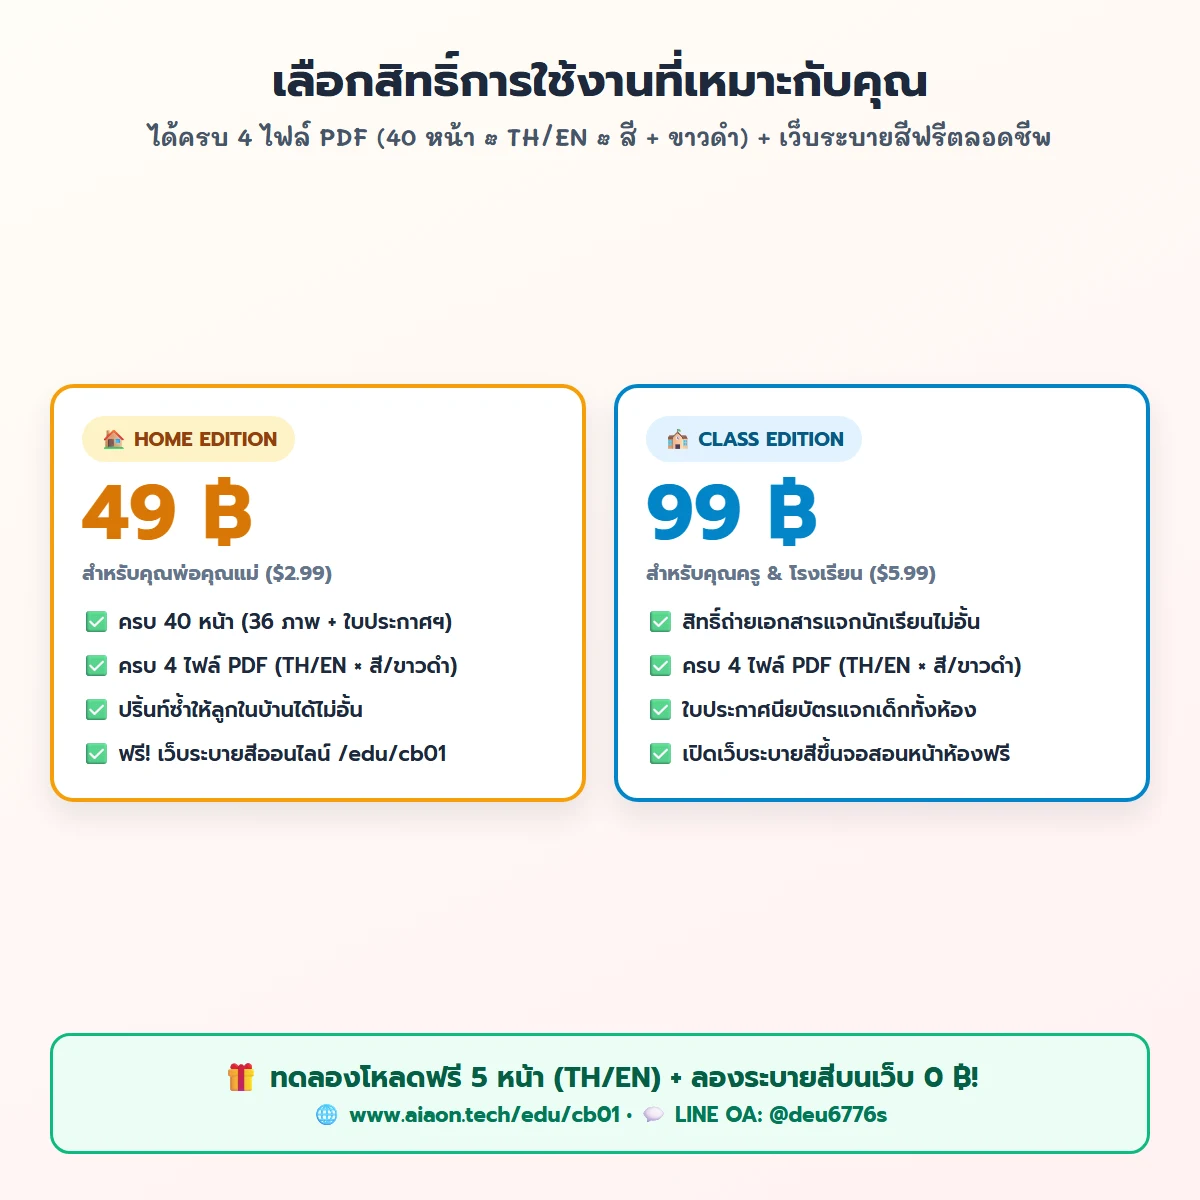 เลือกสิทธิ์การใช้งานที่เหมาะกับคุณ
ได้ครบ 4 ไฟล์ PDF (40 หน้า × TH/EN × สี + ขาวดำ) + เว็บระบายสีฟรีตลอดชีพ
HOME EDITION
49 ฿
สำหรับคุณพ่อคุณแม่ ($2.99)
ครบ 40 หน้า (36 ภาพ + ใบประกาศฯ)
ครบ 4 ไฟล์ PDF (TH/EN × สี/ขาวดำ)
ปริ้นท์ซ้ำให้ลูกในบ้านได้ไม่อั้น
ฟรี! เว็บระบายสีออนไลน์ /edu/cb01
CLASS EDITION
99 ฿
สำหรับคุณครู & โรงเรียน ($5.99)
สิทธิ์ถ่ายเอกสารแจกนักเรียนไม่อั้น
ครบ 4 ไฟล์ PDF (TH/EN × สี/ขาวดำ)
ใบประกาศนียบัตรแจกเด็กทั้งห้อง
เปิดเว็บระบายสีขึ้นจอสอนหน้าห้องฟรี
ทดลองโหลดฟรี 5 หน้า (TH/EN) + ลองระบายสีบนเว็บ 0 ฿!
www.aiaon.tech/edu/cb01 • LINE OA: @deu6776s